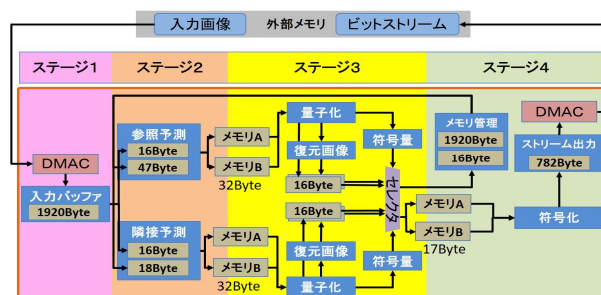 入力画像
外部メモリ
ビットストリーム
ステージ1
ステージ2
ステージ3
ステージ4
DMAC
入力バッファ
1920Byte
参照予測
16Byte
47Byte
メモリA
メモリB
32Byte
隣接予測
16Byte
18Byte
メモリA
メモリB
32Byte
量子化
復元画像
符号量
16Byte
16Byte
セレクタ
復元画像
符号量
量子化
メモリ管理
1920Byte
16Byte
メモリA
メモリB
17Byte
DMAC
ストリーム出力
782Byte
符号化